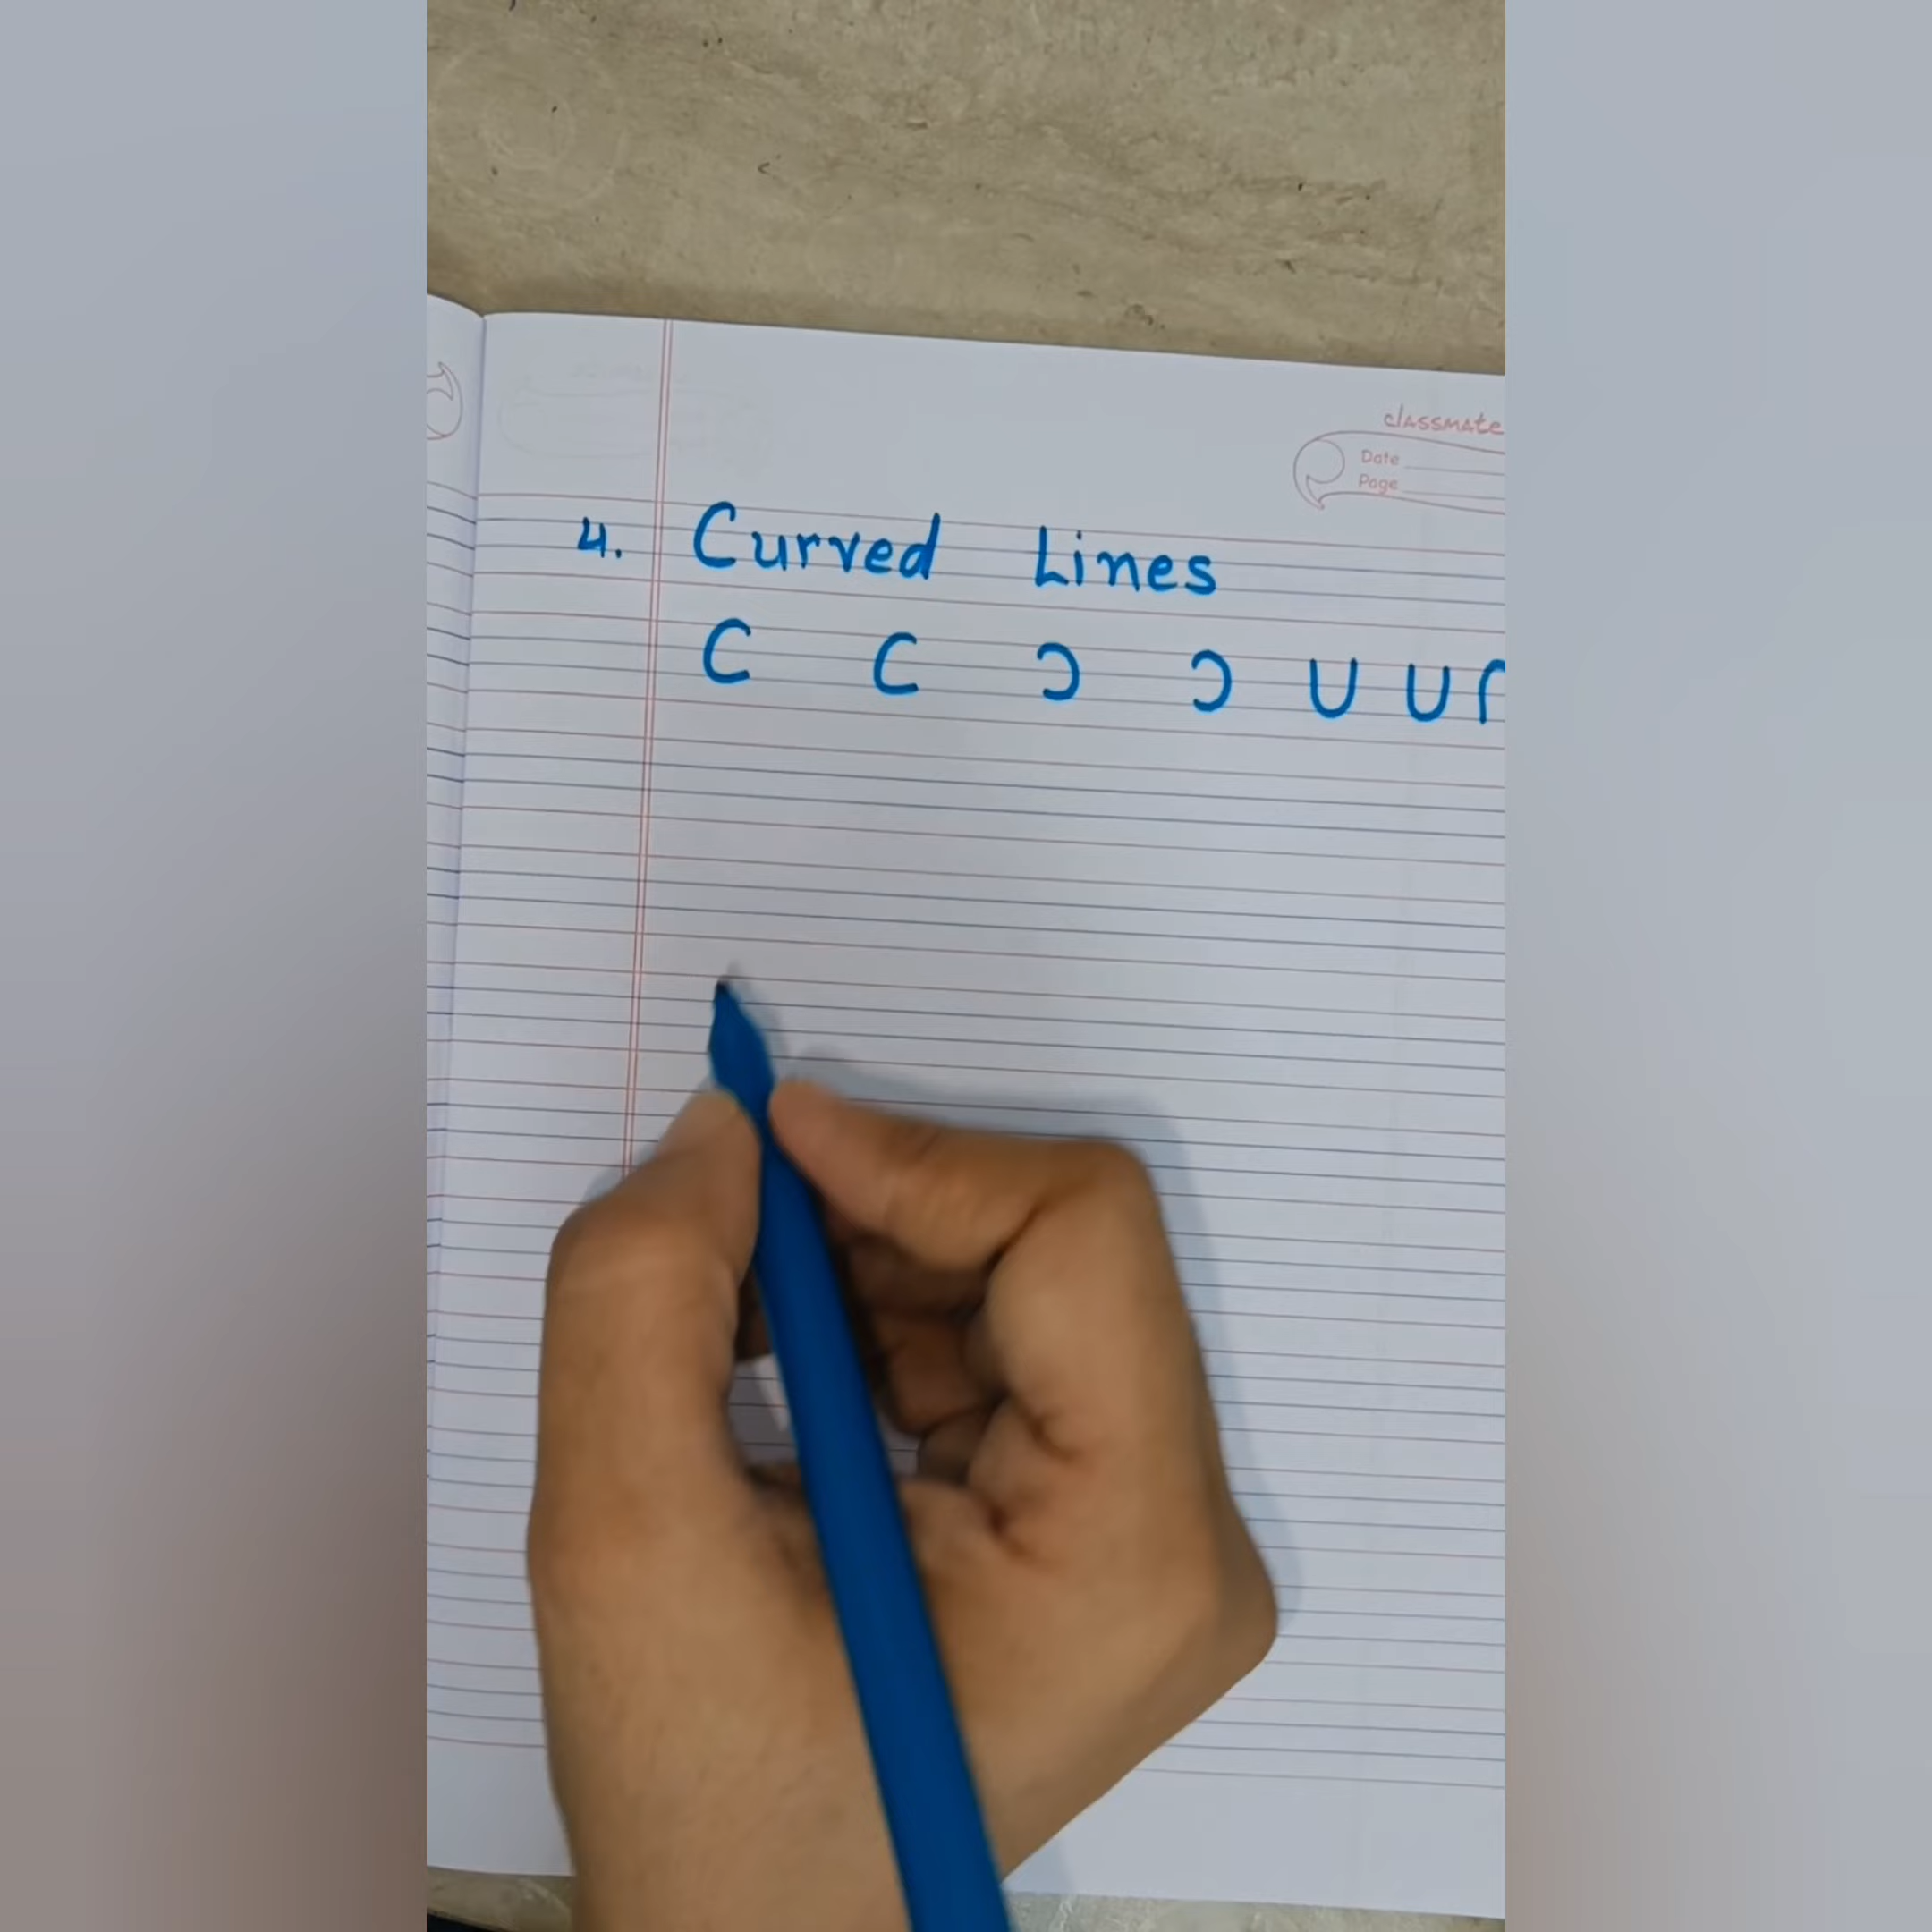 classmate
Date
Page
4. Curved Lines
C C Ɔ Ɔ U U